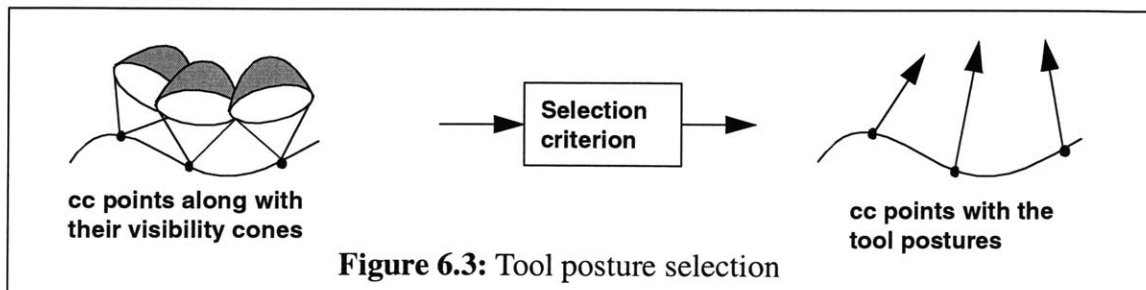 Selection
criterion
cc points along with
their visibility cones
cc points with the
tool postures
Figure 6.3: Tool posture selection